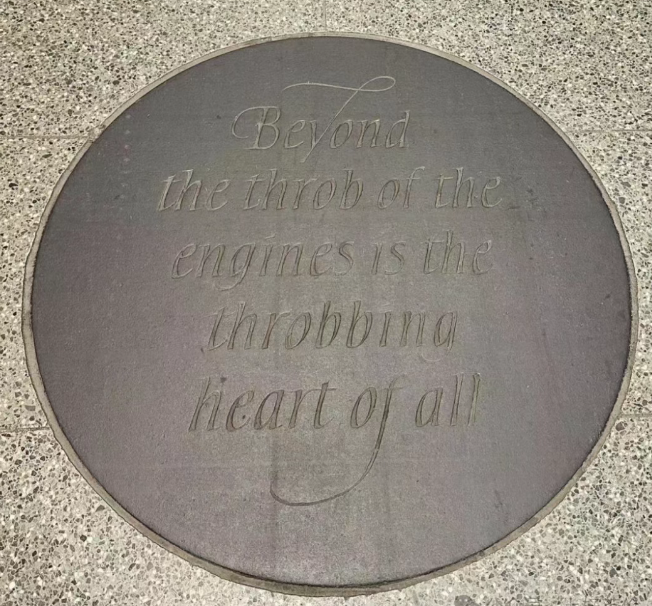 Beyond
the throb of the
engines is the
throbbing
heart of all